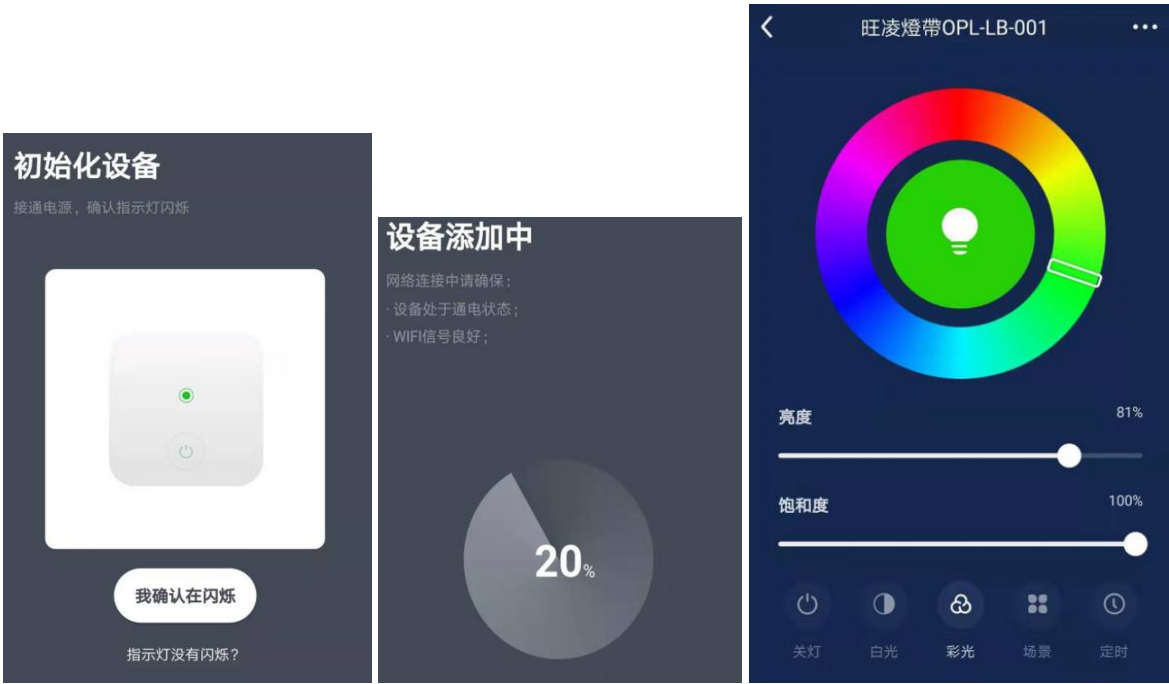 初始化设备
接通电源，确认指示灯闪烁
我确认在闪烁
指示灯没有闪烁？
设备添加中
网络连接中请确保：
· 设备处于通电状态；
· WIFI信号良好；
20%
旺凌燈帶OPL-LB-001
亮度 81%
饱和度 100%
关灯 白光 彩光 场景 定时